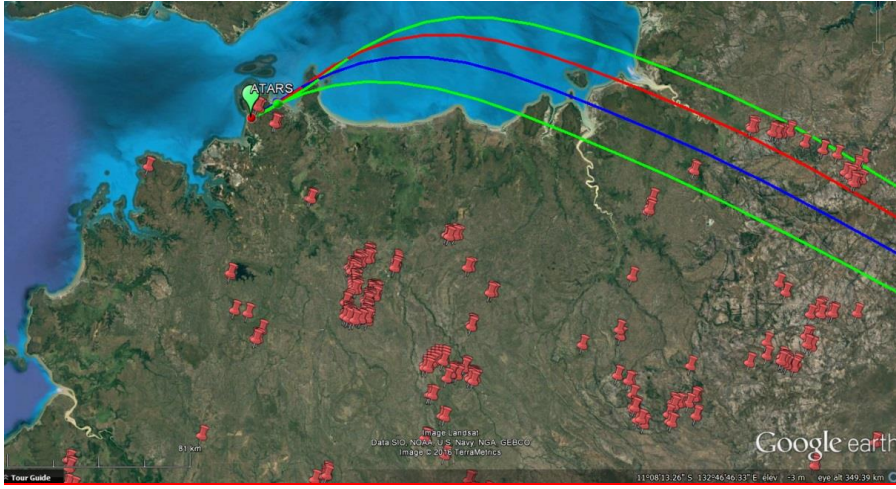 ATARS
Image Landsat
Data SIO, NOAA, U.S. Navy, NGA, GEBCO
Image © 2016 TerraMetrics
81 km
Google earth
Tour Guide
11°08'13.26" S 132°46'46.33" E elev -3 m eye alt 349.39 km